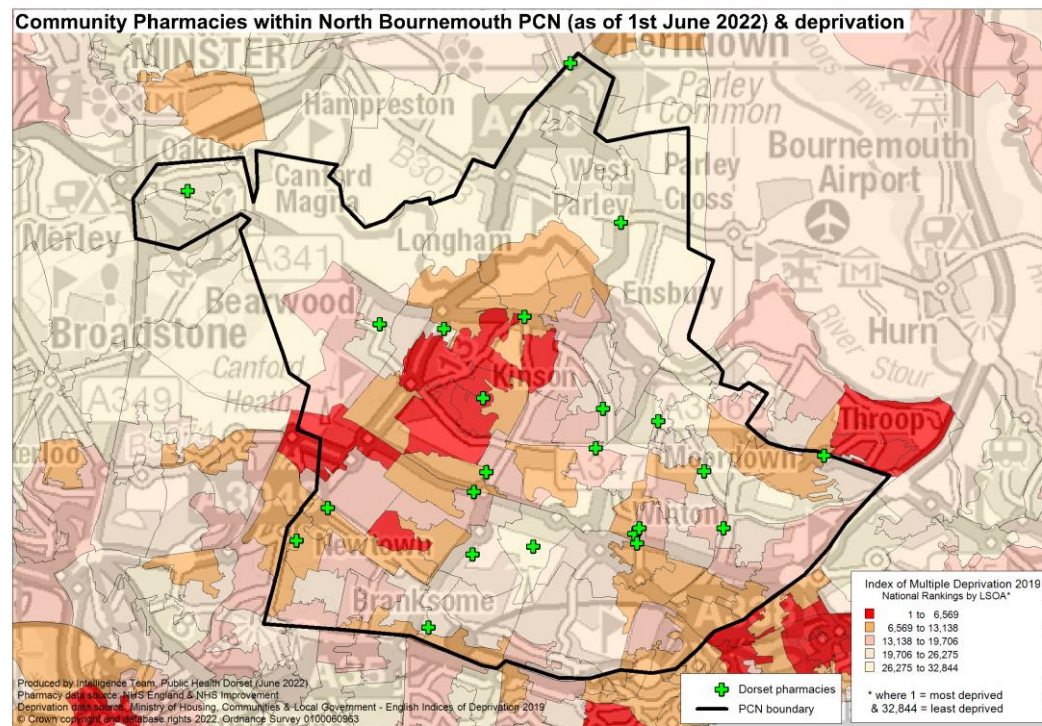 Community Pharmacies within North Bournemouth PCN (as of 1st June 2022) & deprivation
MINSTER
Ferndown
Hampreston
Parley
Common
River
Oakley
Canford
Magna
B3073
West
Parley
Parley
Cross
Bournemouth
Airport
Merley
A341
Longham
Bearwood
Ensbury
Broadstone
Hurn
Canford
Heath
River
Stour
A349
Kinson
Throop
A347
Moordown
Winton
Newtown
Branksome
Index of Multiple Deprivation 2019
National Rankings by LSOA*
1 to 6,569
6,569 to 13,138
13,138 to 19,706
19,706 to 26,275
26,275 to 32,844
* where 1 = most deprived
& 32,844 = least deprived
Dorset pharmacies
PCN boundary
Produced by Intelligence Team, Public Health Dorset (June 2022)
Pharmacy data source: NHS England & NHS Improvement
Deprivation data source: Ministry of Housing, Communities & Local Government - English Indices of Deprivation 2019
© Crown copyright and database rights 2022, Ordnance Survey 0100060963